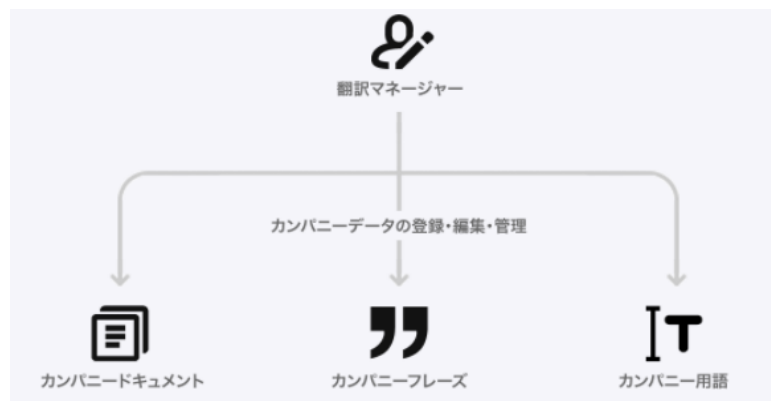 翻訳マネージャー
カンパニーデータの登録・編集・管理
カンパニードキュメント
カンパニーフレーズ
カンパニー用語